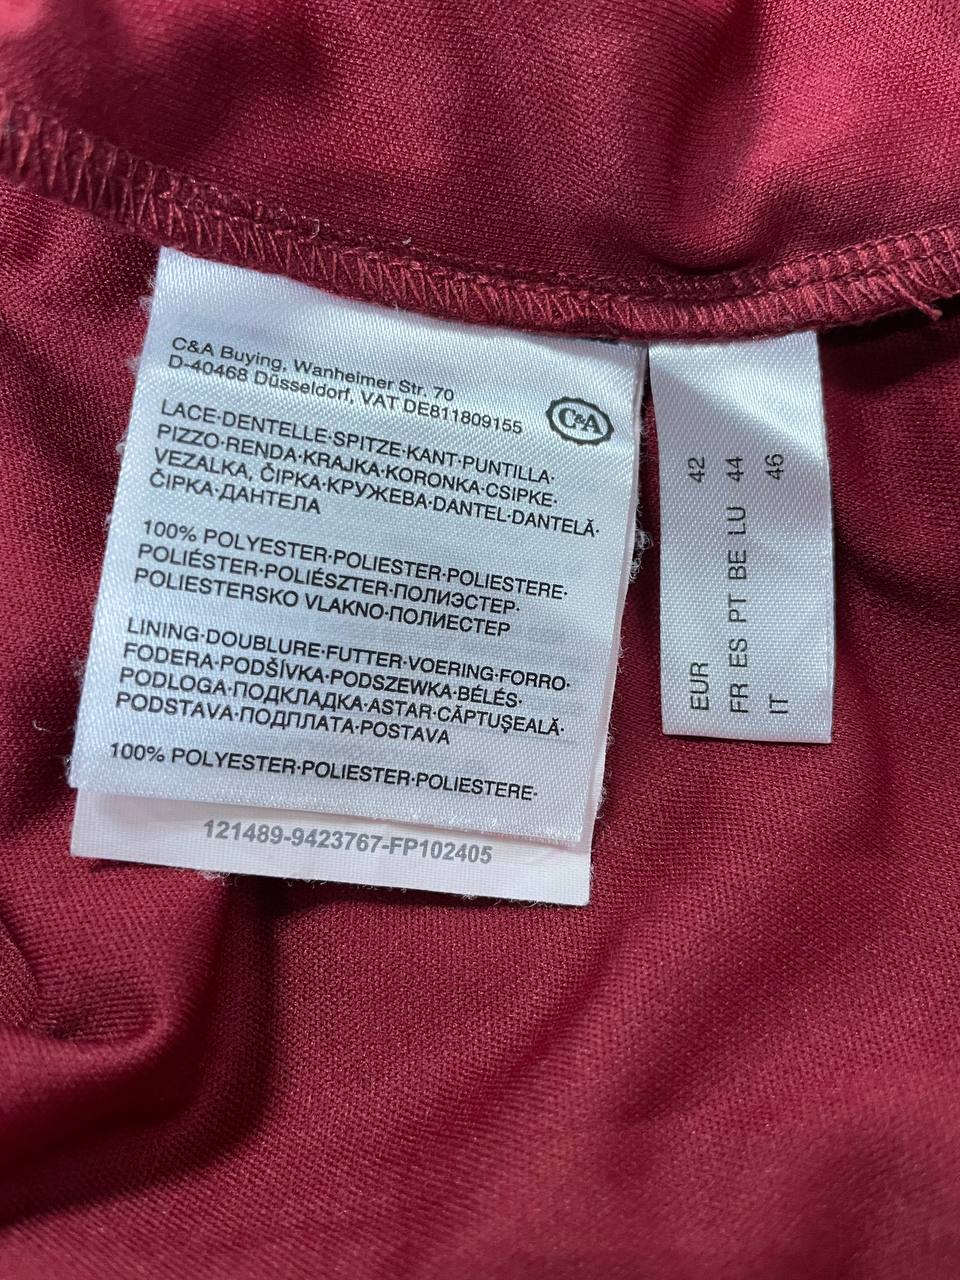 C&A Buying, Wanheimer Str. 70
D-40468 Düsseldorf, VAT DE811809155
C&A
LACE·DENTELLE·SPITZE·KANT·PUNTILLA·
PIZZO·RENDA·KRAJKA·KORONKA·CSIPKE·
VEZALKA, ČIPKA·КРУЖЕВА·DANTEL·DANTELĂ·
ČIPKA·ДАНТЕЛА
100% POLYESTER·POLIESTER·POLIESTERE·
POLIÉSTER·POLIÉSZTER·ПОЛИЭСТЕР·
POLIESTERSKO VLAKNO·ПОЛИЕСТЕР
LINING·DOUBLURE·FUTTER·VOERING·FORRO·
FODERA·PODŠÍVKA·PODSZEWKA·BÉLÉS·
PODLOGA·ПОДКЛАДКА·ASTAR·CĂPTUŞEALĂ·
PODSTAVA·ПОДПЛАТА·POSTAVA
100% POLYESTER·POLIESTER·POLIESTERE·
121489-9423767-FP102405
EUR 42
FR ES PT BE LU 44
IT 46